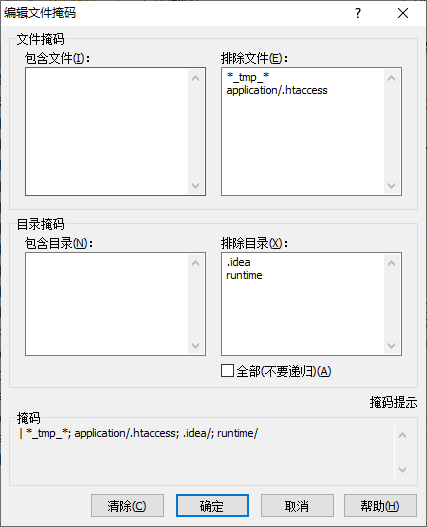 编辑文件掩码
文件掩码
包含文件(I)：
排除文件(E)：
*_tmp_*
application/.htaccess
目录掩码
包含目录(N)：
排除目录(X)：
.idea
runtime
全部(不要递归)(A)
掩码提示
掩码
| *_tmp_*; application/.htaccess; .idea/; runtime/
清除(C)
确定
取消
帮助(H)